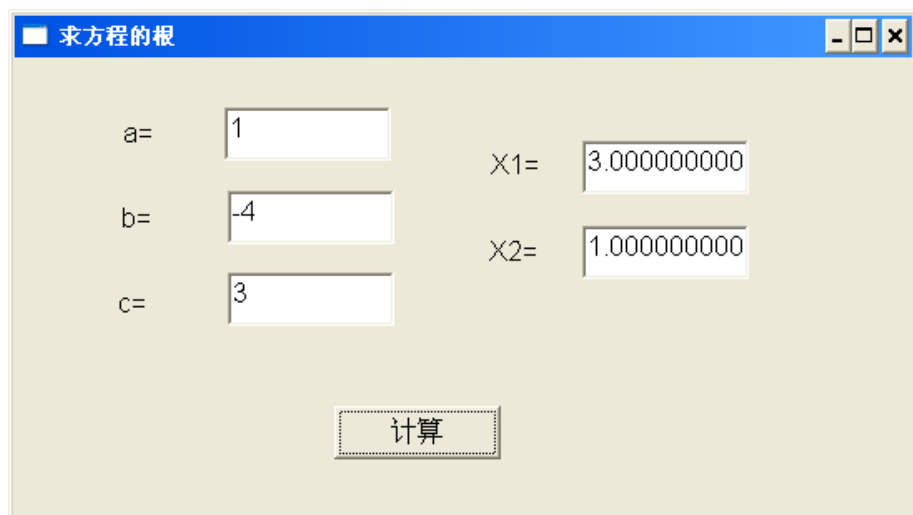 求方程的根
a=
1
b=
-4
c=
3
X1=
3.000000000
X2=
1.000000000
计算